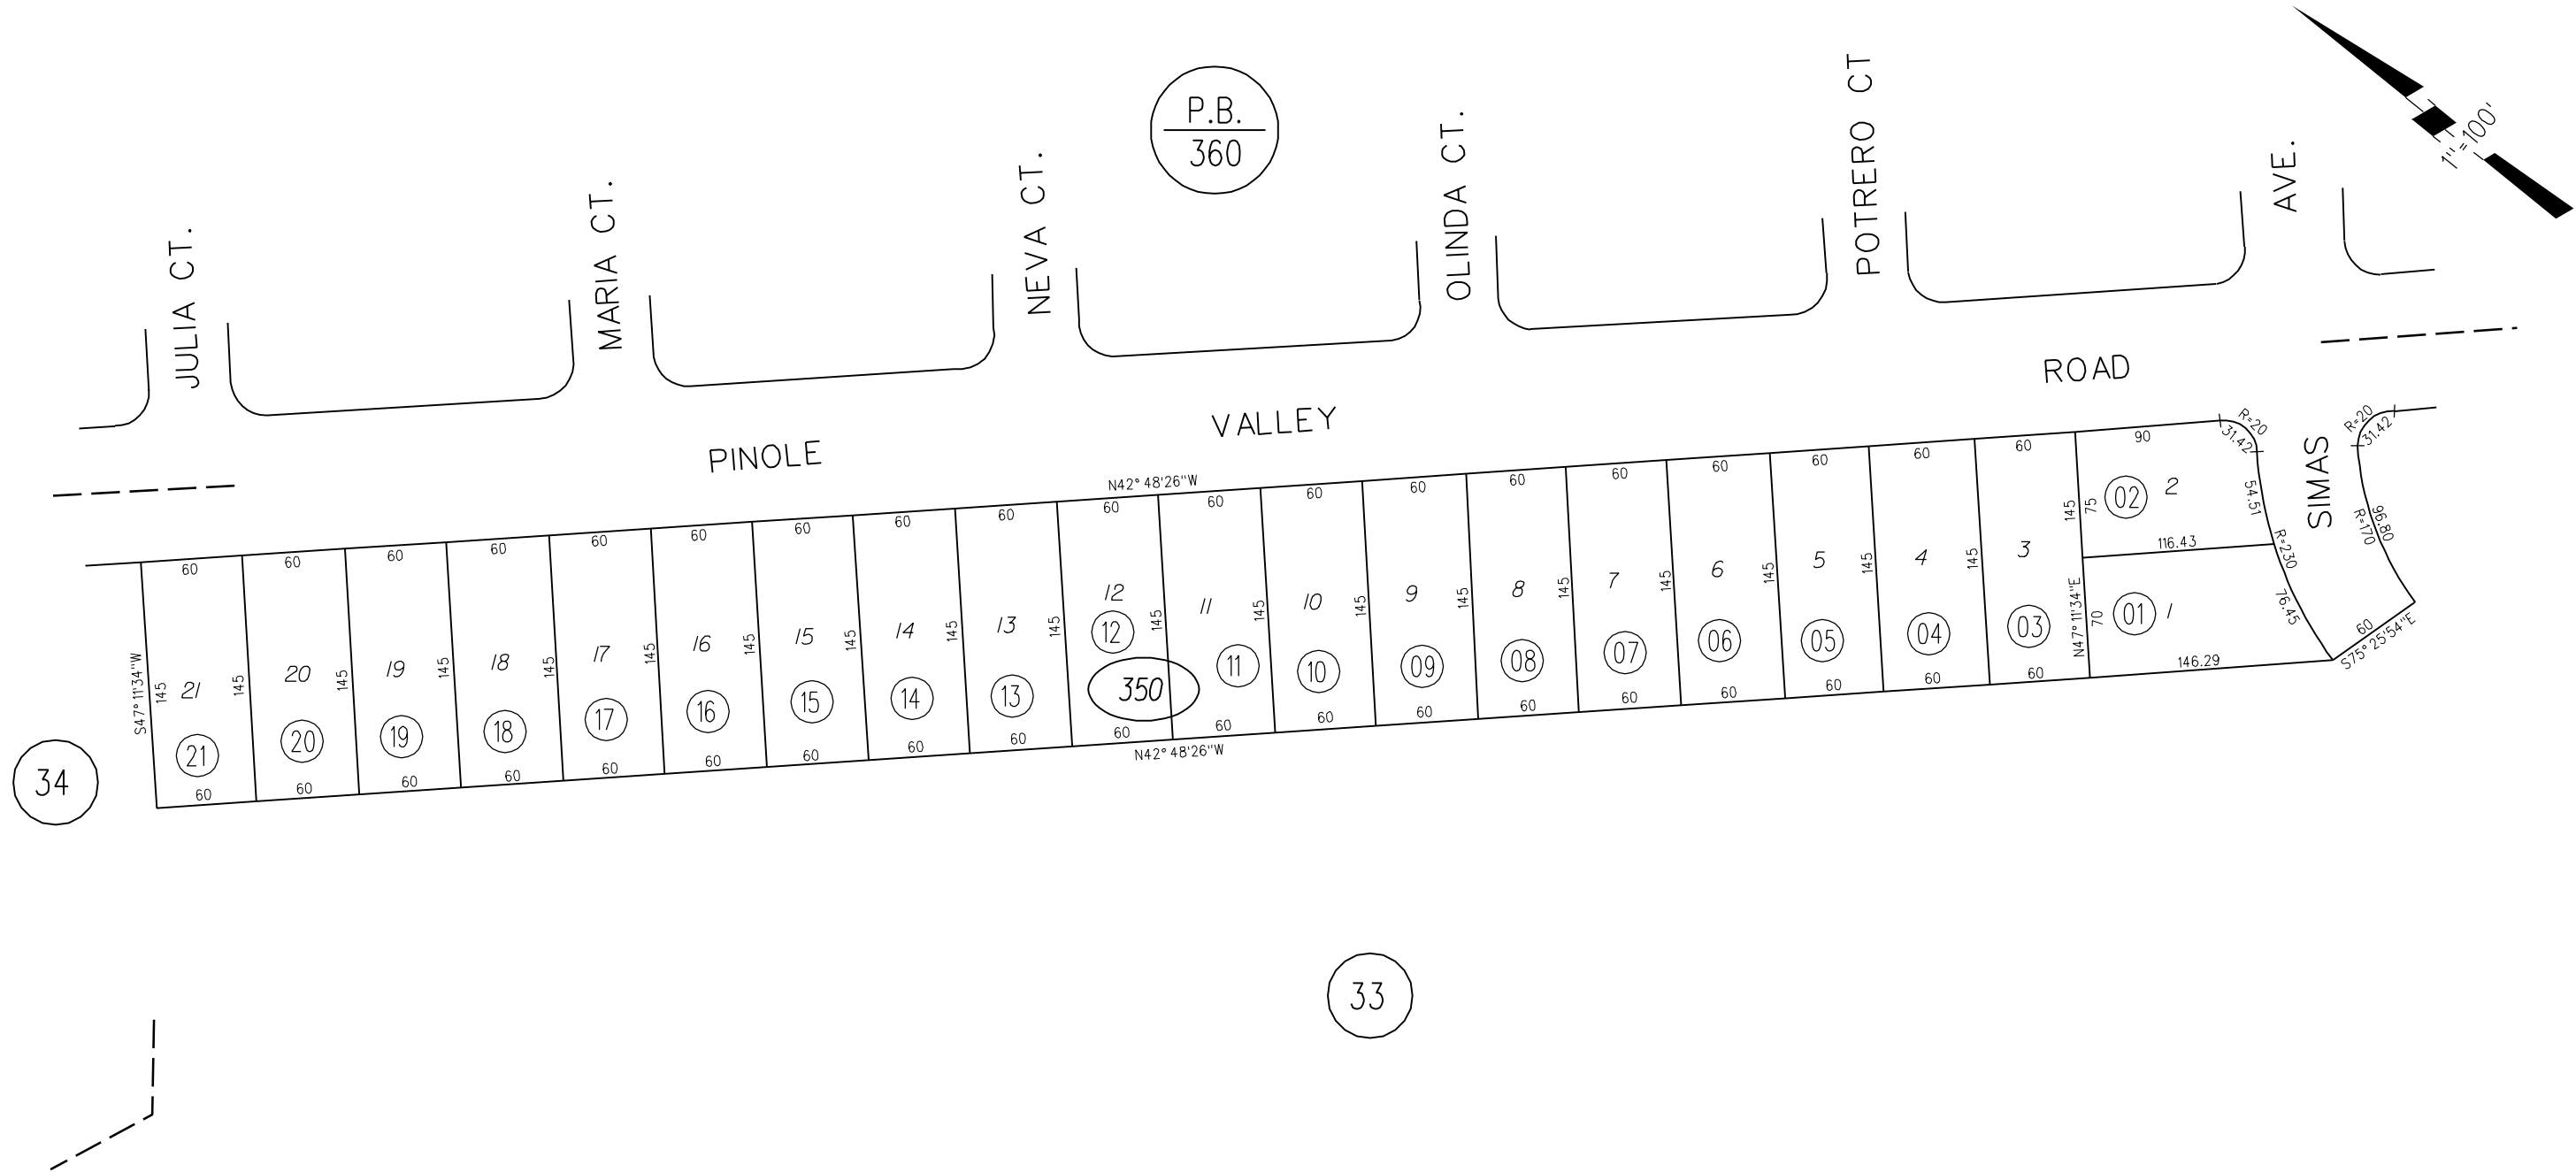 P.B.
360
JULIA CT.
MARIA CT.
NEVA CT.
OLINDA CT.
POTRERO CT
AVE.
1"=100'
PINOLE VALLEY ROAD
SIMAS
N42° 48'26"W
60 60 60 60 60 60 60 60 60 60 60 60 60 60 60 60 60 60 60 90
R=20
31.42
R=20
31.42
54.51
R=230
76.45
96.80
R=170
60
S75° 25'54"E
S47° 11'34"W
145 145 145 145 145 145 145 145 145 145 145 145 145 145 145 145 145 145 145 145
75
116.43
N47° 11'34"E
70
146.29
21 20 19 18 17 16 15 14 13 12 11 10 9 8 7 6 5 4 3 2 1
21 20 19 18 17 16 15 14 13 12 11 10 09 08 07 06 05 04 03 02 01
350
60 60 60 60 60 60 60 60 60 60 60 60 60 60 60 60 60 60 60
N42° 48'26"W
34
33